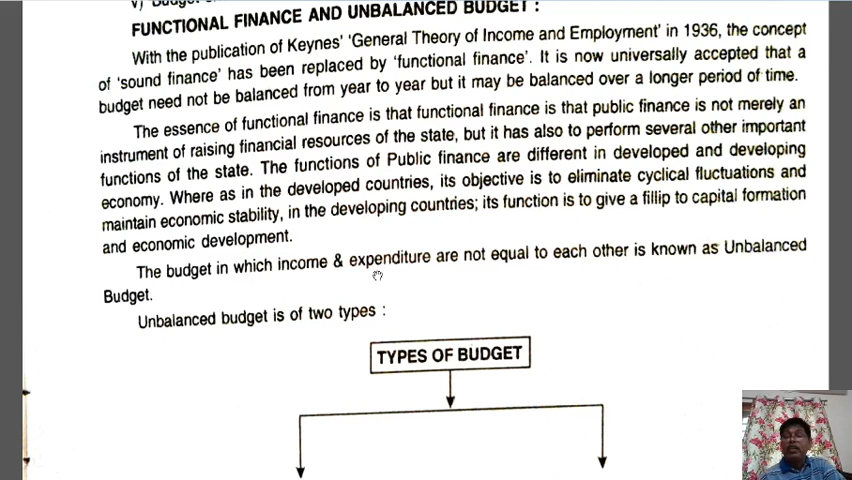 FUNCTIONAL FINANCE AND UNBALANCED BUDGET :
With the publication of Keynes' 'General Theory of Income and Employment' in 1936, the concept
of 'sound finance' has been replaced by 'functional finance'. It is now universally accepted that a
budget need not be balanced from year to year but it may be balanced over a longer period of time.
The essence of functional finance is that functional finance is that public finance is not merely an
instrument of raising financial resources of the state, but it has also to perform several other important
functions of the state. The functions of Public finance are different in developed and developing
economy. Where as in the developed countries, its objective is to eliminate cyclical fluctuations and
maintain economic stability, in the developing countries; its function is to give a fillip to capital formation
and economic development.
The budget in which income & expenditure are not equal to each other is known as Unbalanced
Budget.
Unbalanced budget is of two types :
TYPES OF BUDGET